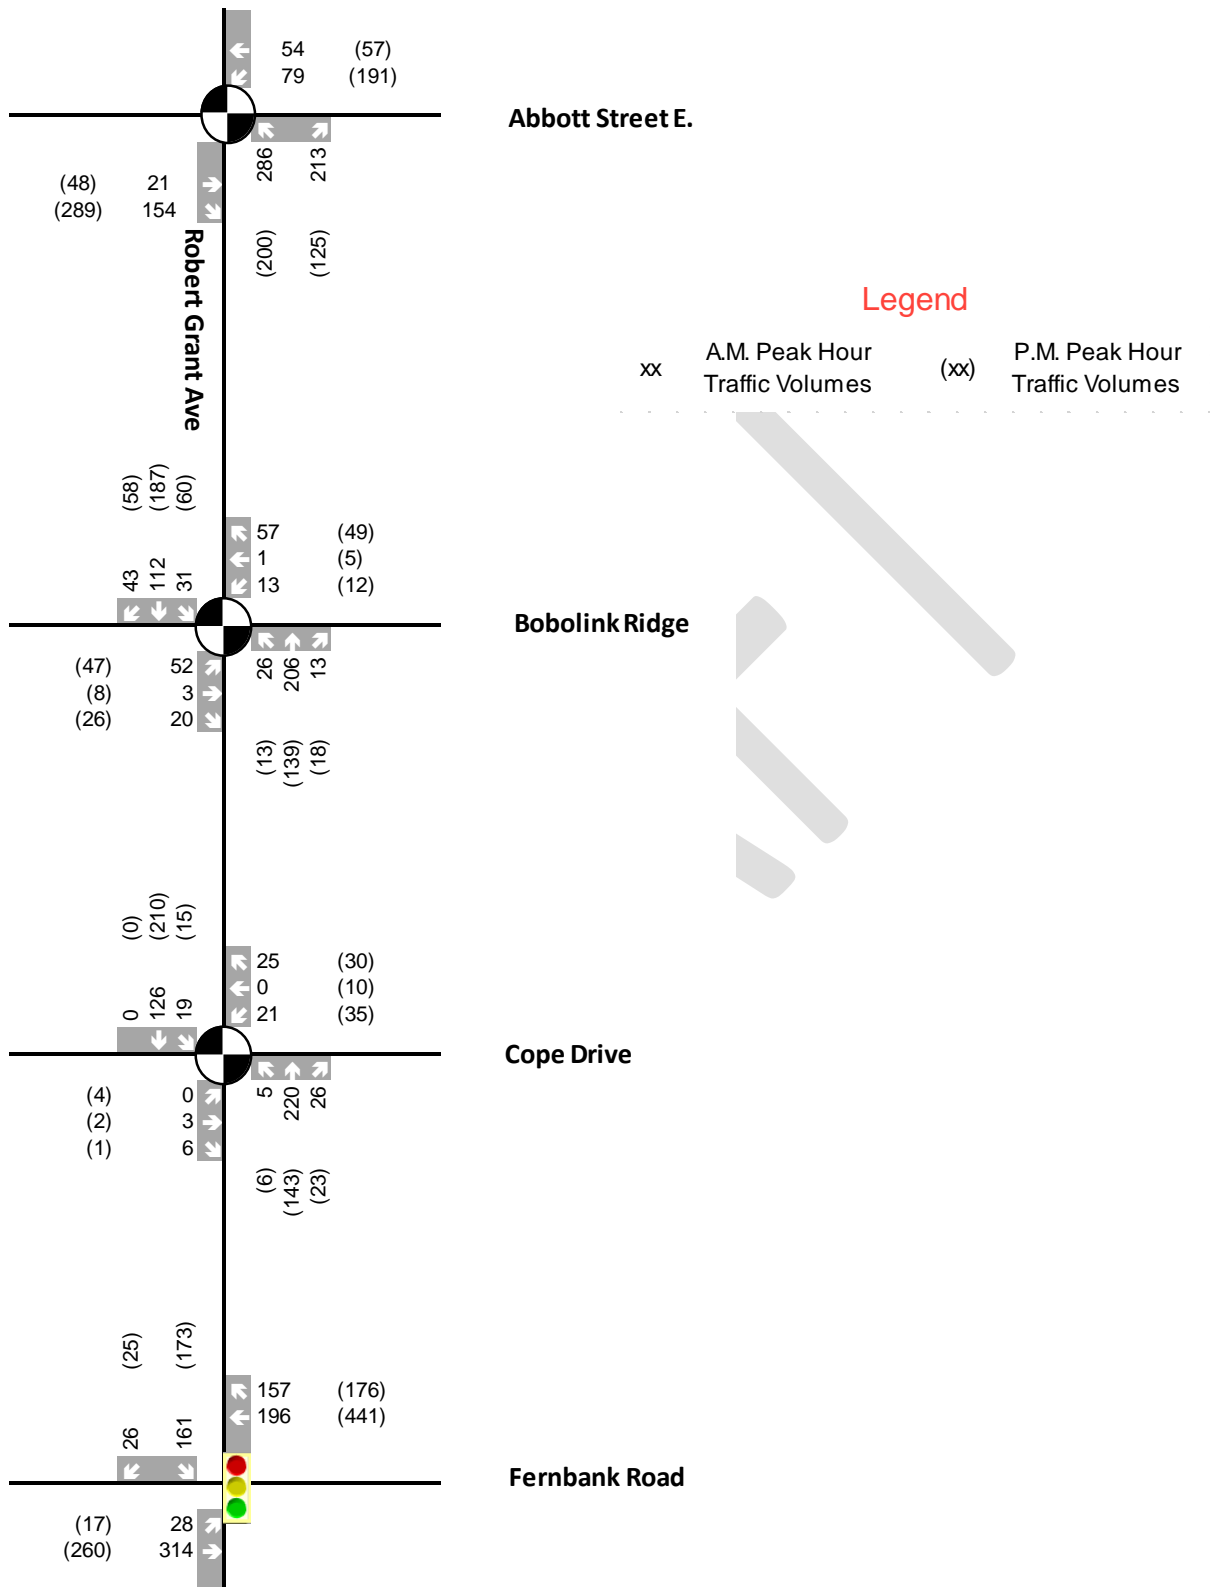 54 (57)
79 (191)
Abbott Street E.
286 213
(48) 21
(289) 154
(200) (125)
Robert Grant Ave
Legend
xx A.M. Peak Hour Traffic Volumes (xx) P.M. Peak Hour Traffic Volumes
(58) (187) (60)
57 (49)
1 (5)
13 (12)
43 112 31
Bobolink Ridge
(47) 52
(8) 3
(26) 20
26 206 13
(13) (139) (18)
(0) (210) (15)
25 (30)
0 (10)
21 (35)
0 126 19
Cope Drive
(4) 0
(2) 3
(1) 6
5 220 26
(6) (143) (23)
(25) (173)
157 (176)
196 (441)
26 161
Fernbank Road
(17) 28
(260) 314